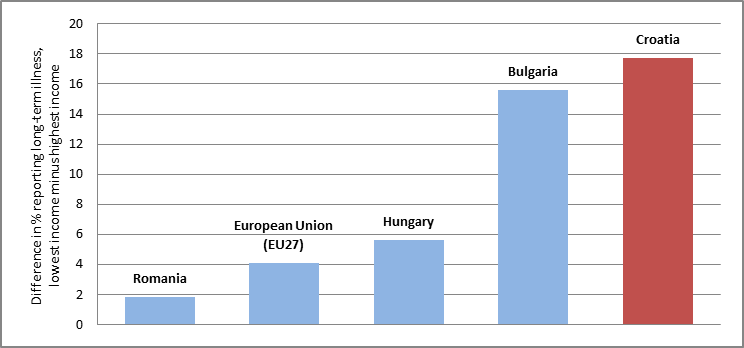 Difference in % reporting long-term illness,
lowest income minus highest income
20
18
16
14
12
10
8
6
4
2
0
Romania
European Union
(EU27)
Hungary
Bulgaria
Croatia